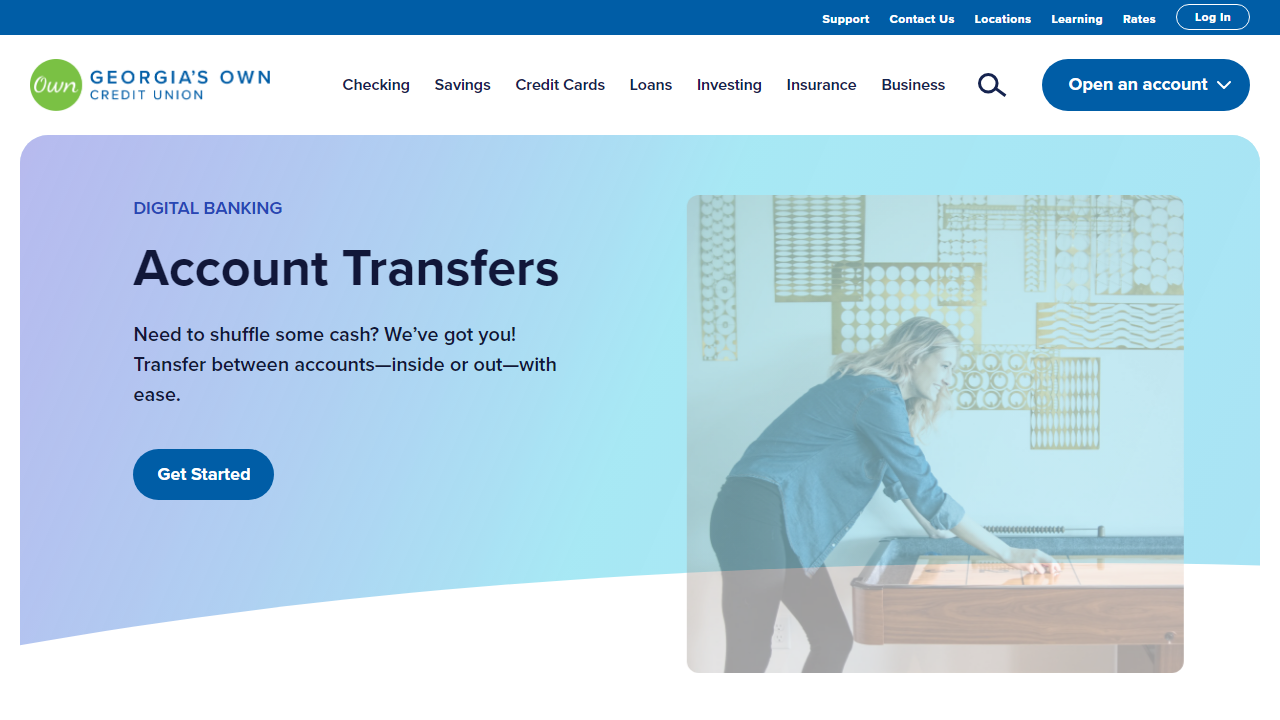 Support Contact Us Locations Learning Rates Log In
Own GEORGIA'S OWN
CREDIT UNION
Checking Savings Credit Cards Loans Investing Insurance Business Open an account
DIGITAL BANKING
Account Transfers
Need to shuffle some cash? We’ve got you!
Transfer between accounts—inside or out—with
ease.
Get Started